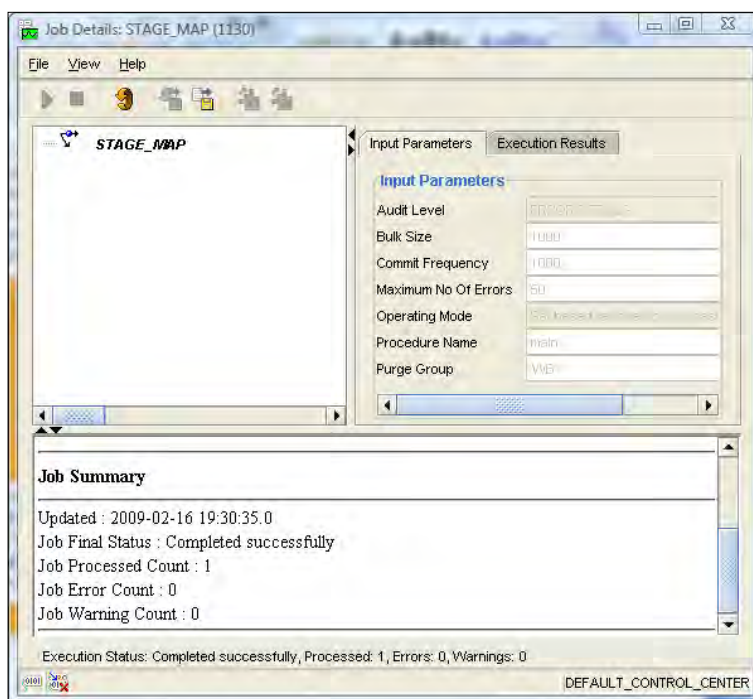 Job Details: STAGE_MAP (1130)
File View Help
STAGE_MAP
Input Parameters Execution Results
Input Parameters
Audit Level
Bulk Size 1000
Commit Frequency 1000
Maximum No Of Errors 50
Operating Mode
Procedure Name main
Purge Group WB
Job Summary
Updated : 2009-02-16 19:30:35.0
Job Final Status : Completed successfully
Job Processed Count : 1
Job Error Count : 0
Job Warning Count : 0
Execution Status: Completed successfully, Processed: 1, Errors: 0, Warnings: 0
DEFAULT_CONTROL_CENTER